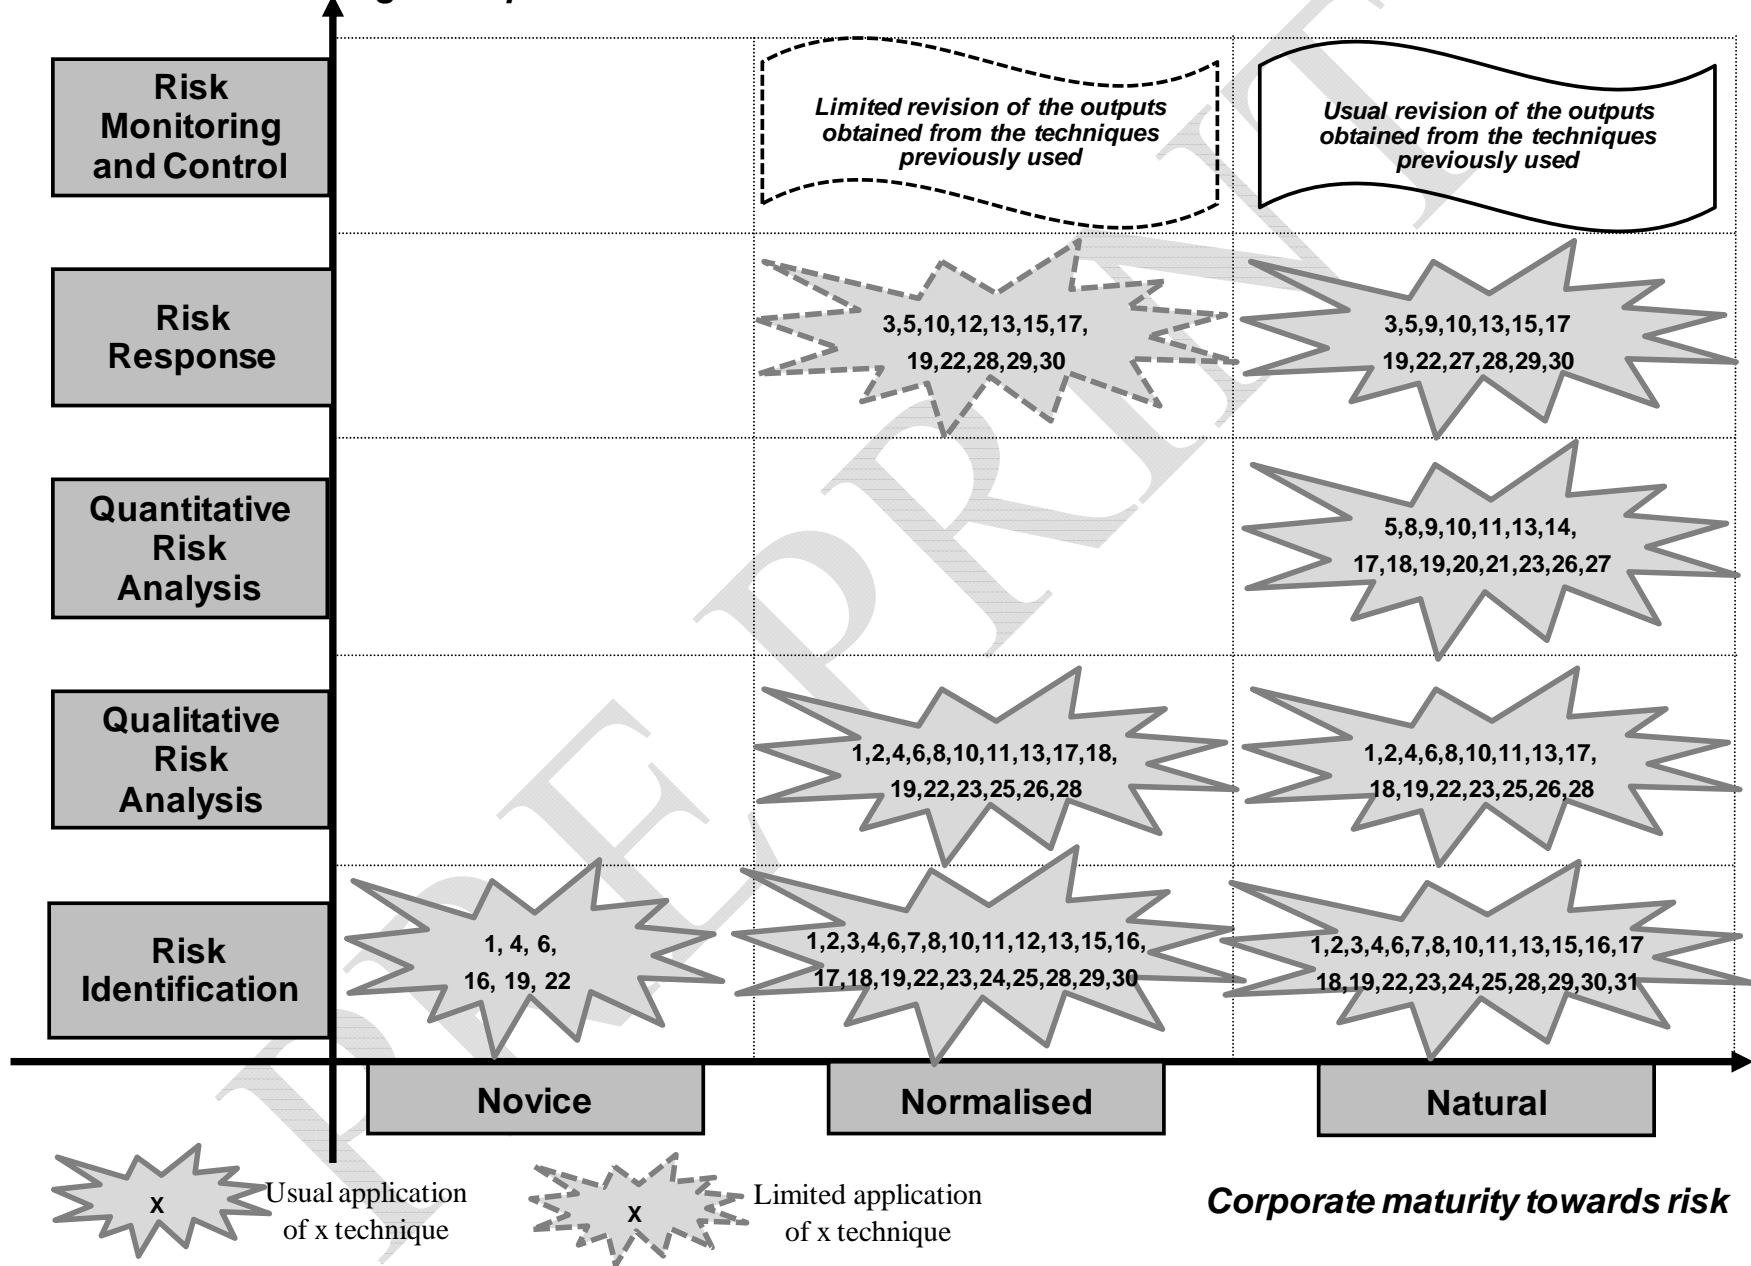 Risk
Monitoring
and Control
Limited revision of the outputs
obtained from the techniques
previously used
Usual revision of the outputs
obtained from the techniques
previously used
Risk
Response
3,5,10,12,13,15,17,
19,22,28,29,30
3,5,9,10,13,15,17
19,22,27,28,29,30
Quantitative
Risk
Analysis
5,8,9,10,11,13,14,
17,18,19,20,21,23,26,27
Qualitative
Risk
Analysis
1,2,4,6,8,10,11,13,17,18,
19,22,23,25,26,28
1,2,4,6,8,10,11,13,17,
18,19,22,23,25,26,28
Risk
Identification
1, 4, 6,
16, 19, 22
1,2,3,4,6,7,8,10,11,12,13,15,16,
17,18,19,22,23,24,25,28,29,30
1,2,3,4,6,7,8,10,11,13,15,16,17
18,19,22,23,24,25,28,29,30,31
Novice
Normalised
Natural
X
Usual application
of x technique
X
Limited application
of x technique
Corporate maturity towards risk
PRE PRINT